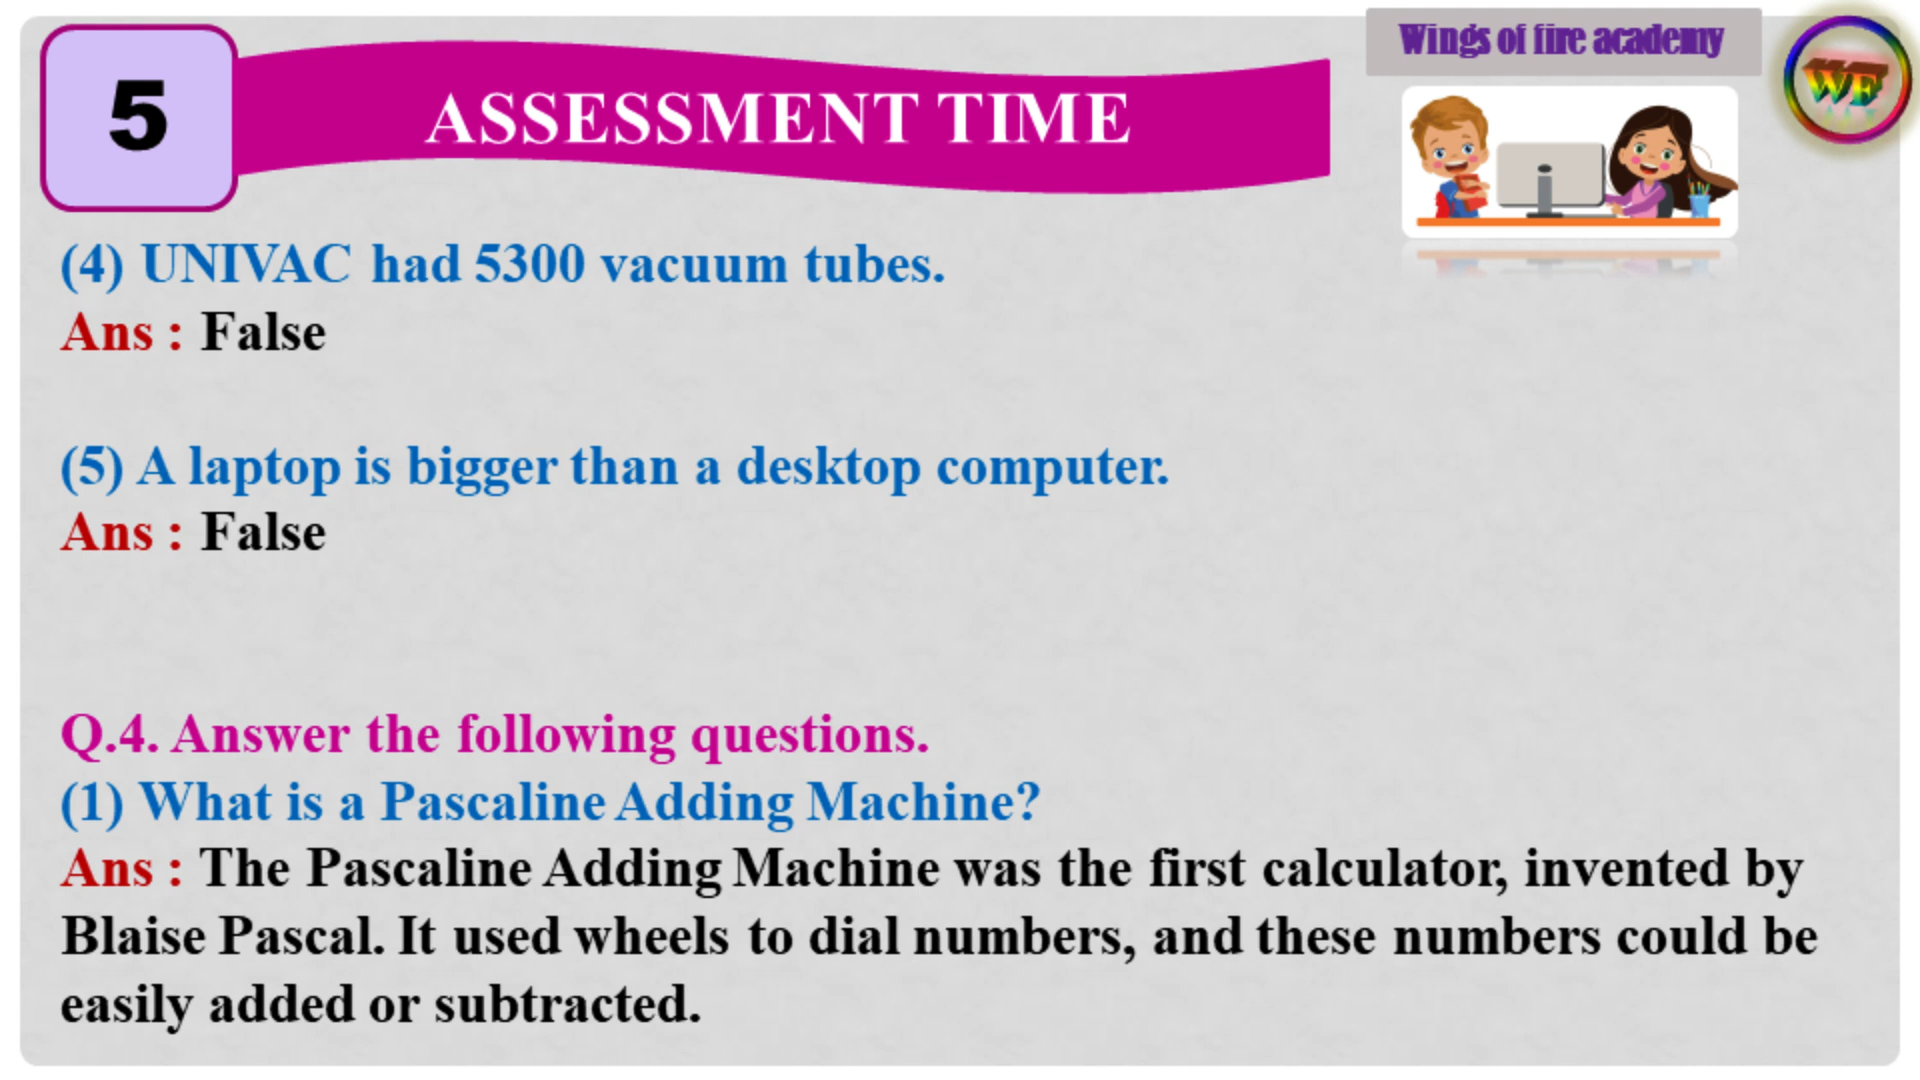 Wings of fire academy
WF
5
ASSESSMENT TIME
(4) UNIVAC had 5300 vacuum tubes.
Ans : False
(5) A laptop is bigger than a desktop computer.
Ans : False
Q.4. Answer the following questions.
(1) What is a Pascaline Adding Machine?
Ans : The Pascaline Adding Machine was the first calculator, invented by
Blaise Pascal. It used wheels to dial numbers, and these numbers could be
easily added or subtracted.